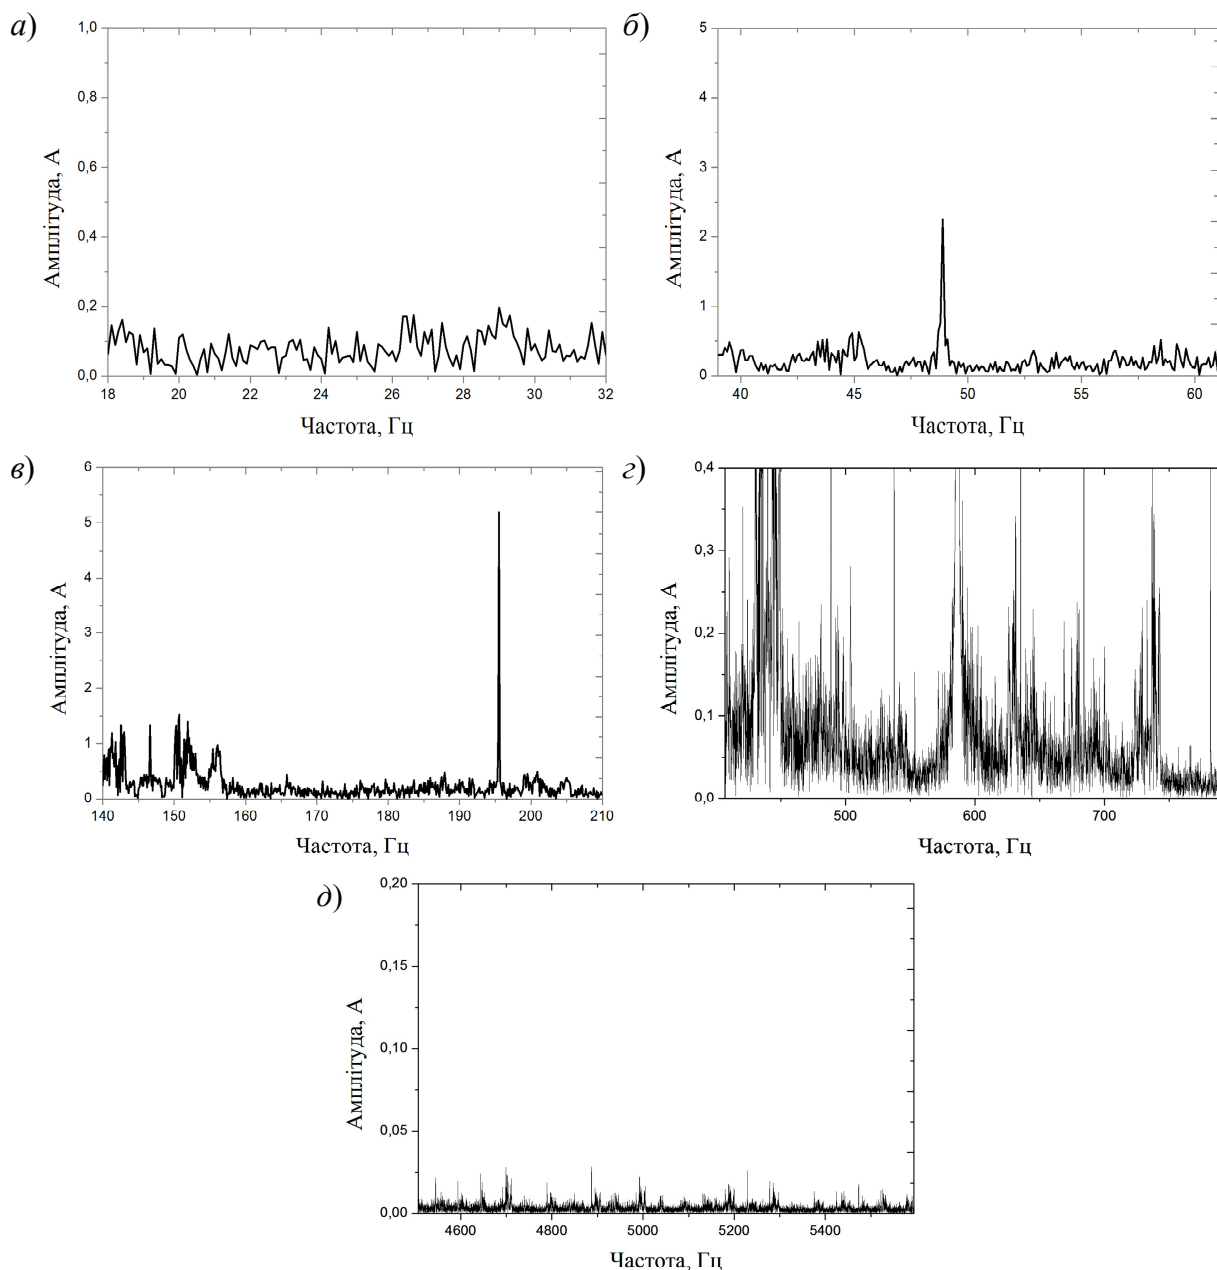 а)
1,0
0,8
0,6
0,4
0,2
0,0
18 20 22 24 26 28 30 32
Амплітуда, А
Частота, Гц
б)
5
4
3
2
1
0
40 45 50 55 60
Амплітуда, А
Частота, Гц
в)
6
5
4
3
2
1
0
140 150 160 170 180 190 200 210
Амплітуда, А
Частота, Гц
г)
0,4
0,3
0,2
0,1
0,0
500 600 700
Амплітуда, А
Частота, Гц
д)
0,20
0,15
0,10
0,05
0,00
4600 4800 5000 5200 5400
Амплітуда, А
Частота, Гц